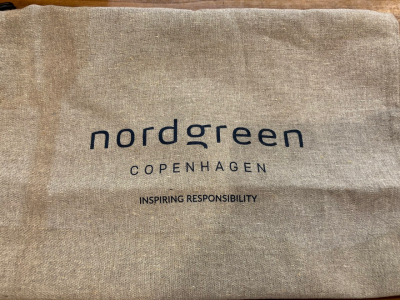 nordgreen
COPENHAGEN
INSPIRING RESPONSIBILITY